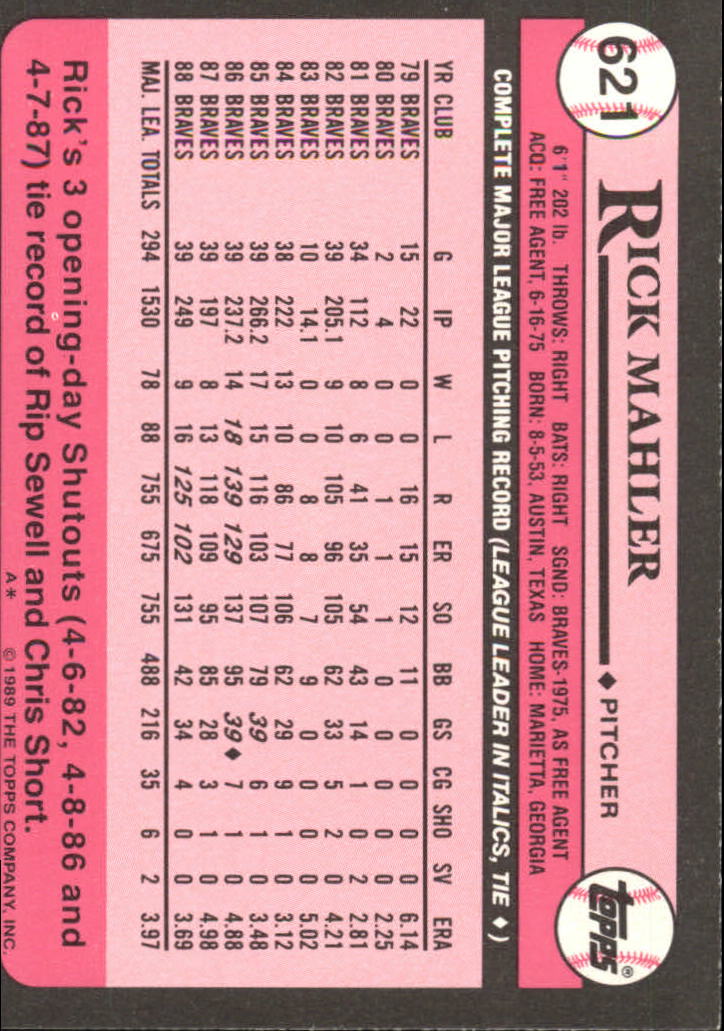 621
RICK MAHLER
◆ PITCHER
topps®
6'1" 202 lb. THROWS: RIGHT BATS: RIGHT SGND: BRAVES-1975, AS FREE AGENT
ACQ: FREE AGENT, 6-16-75 BORN: 8-5-53, AUSTIN, TEXAS HOME: MARIETTA, GEORGIA
COMPLETE MAJOR LEAGUE PITCHING RECORD (LEAGUE LEADER IN ITALICS, TIE ◆)
YR CLUB G IP W L R ER SO BB GS CG SHO SV ERA
79 BRAVES 15 22 0 0 16 15 12 11 0 0 0 0 6.14
80 BRAVES 2 4 0 0 1 1 1 0 0 0 0 0 2.25
81 BRAVES 34 112 8 6 41 35 54 43 14 1 0 2 2.81
82 BRAVES 39 205.1 9 10 105 96 105 62 33 5 2 0 4.21
83 BRAVES 10 14.1 0 0 8 8 7 9 0 0 0 0 5.02
84 BRAVES 38 222 13 10 86 77 106 62 29 9 1 0 3.12
85 BRAVES 39 266.2 17 15 116 103 107 79 39 6 1 0 3.48
86 BRAVES 39 237.2 14 18 139 129 137 95 39◆ 7 1 0 4.88
87 BRAVES 39 197 8 13 118 109 95 85 28 3 1 0 4.98
88 BRAVES 39 249 9 16 125 102 131 42 34 4 0 0 3.69
MAJ. LEA. TOTALS 294 1530 78 88 755 675 755 488 216 35 6 2 3.97
Rick's 3 opening-day Shutouts (4-6-82, 4-8-86 and
4-7-87) tie record of Rip Sewell and Chris Short.
A* © 1989 THE TOPPS COMPANY, INC.